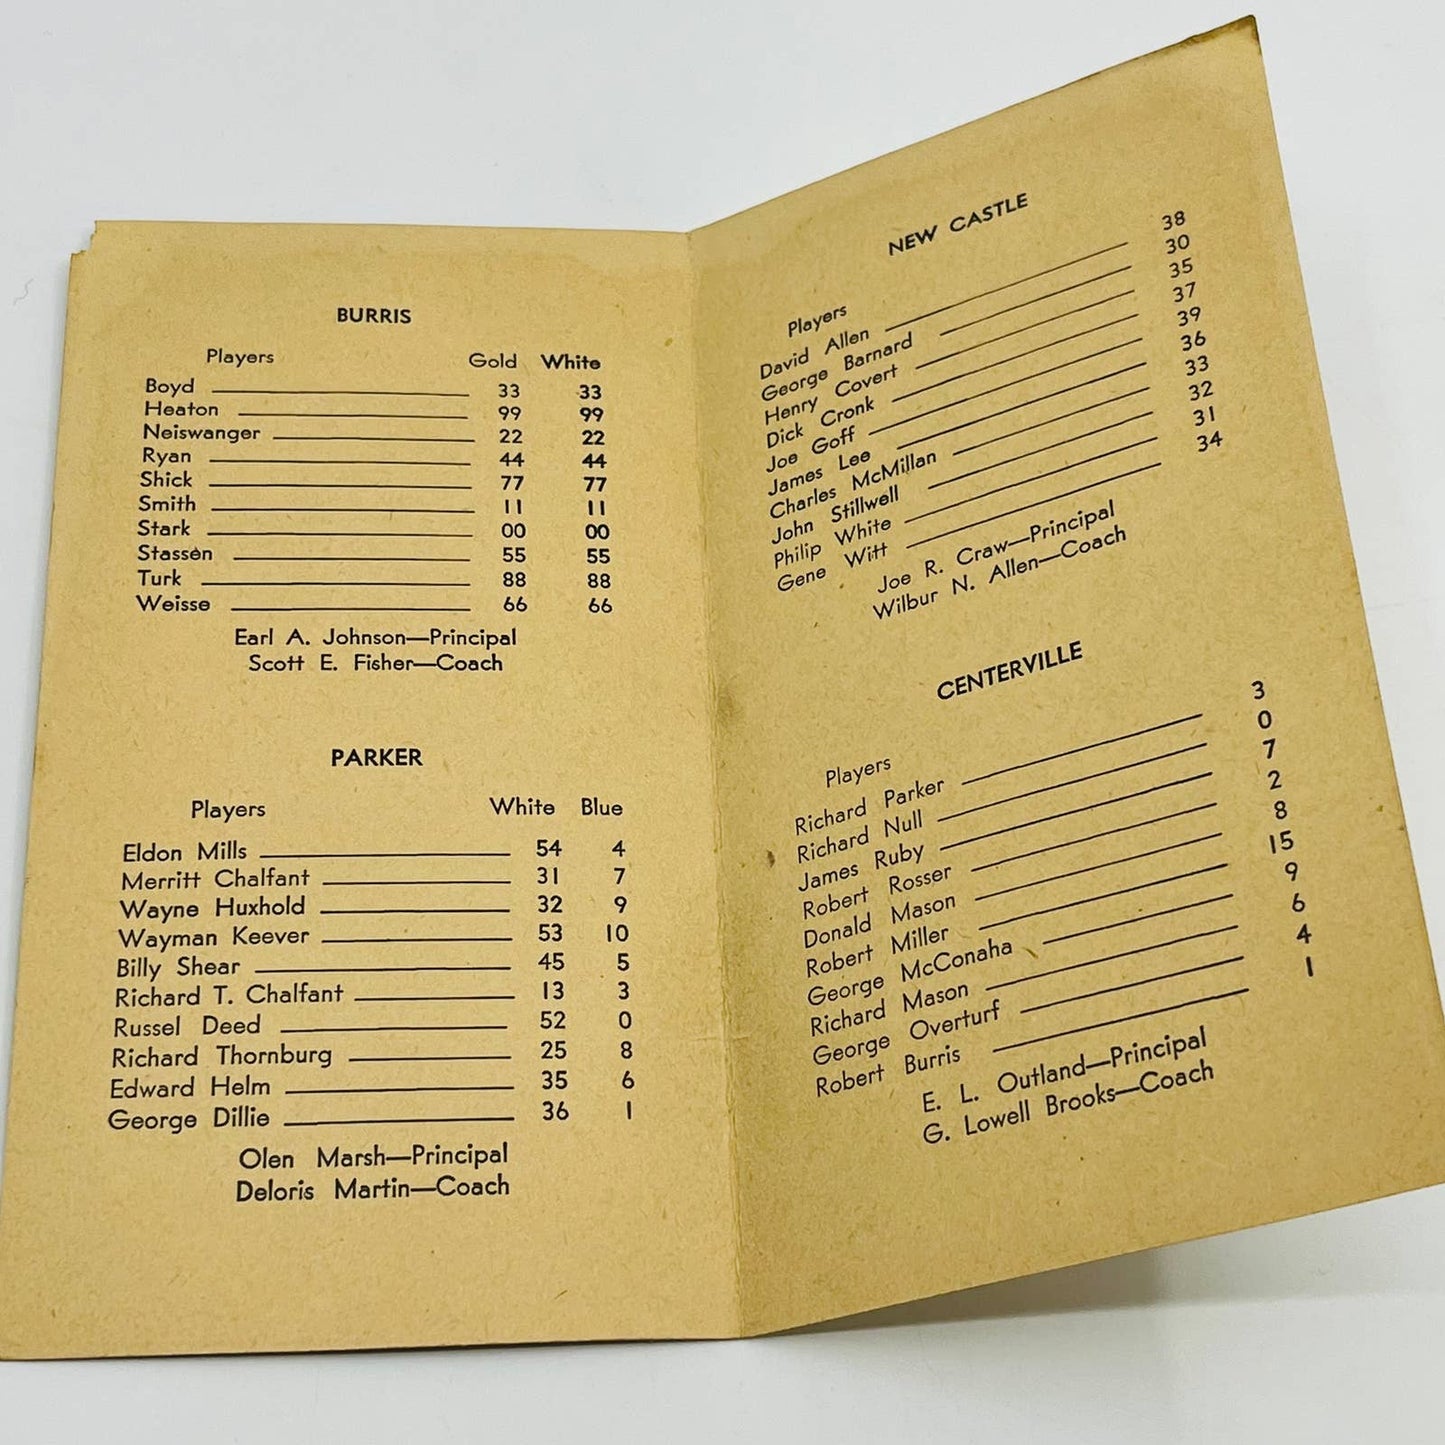 BURRIS
Players Gold White
Boyd 33 33
Heaton 99 99
Neiswanger 22 22
Ryan 44 44
Shick 77 77
Smith 11 11
Stark 00 00
Stassen 55 55
Turk 88 88
Weisse 66 66
Earl A. Johnson—Principal
Scott E. Fisher—Coach
PARKER
Players White Blue
Eldon Mills 54 4
Merritt Chalfant 31 7
Wayne Huxhold 32 9
Wayman Keever 53 10
Billy Shear 45 5
Richard T. Chalfant 13 3
Russel Deed 52 0
Richard Thornburg 25 8
Edward Helm 35 6
George Dillie 36 1
Olen Marsh—Principal
Deloris Martin—Coach
NEW CASTLE
Players
David Allen 38
George Barnard 30
Henry Covert 35
Dick Cronk 37
Joe Goff 39
James Lee 36
Charles McMillan 33
John Stillwell 32
Philip White 31
Gene Witt 34
Joe R. Craw—Principal
Wilbur N. Allen—Coach
CENTERVILLE
Players
Richard Parker 3
Richard Null 0
James Ruby 7
Robert Rosser 2
Donald Mason 8
Robert Miller 15
George McConaha 9
Richard Mason 6
George Overturf 4
Robert Burris 1
E. L. Outland—Principal
G. Lowell Brooks—Coach